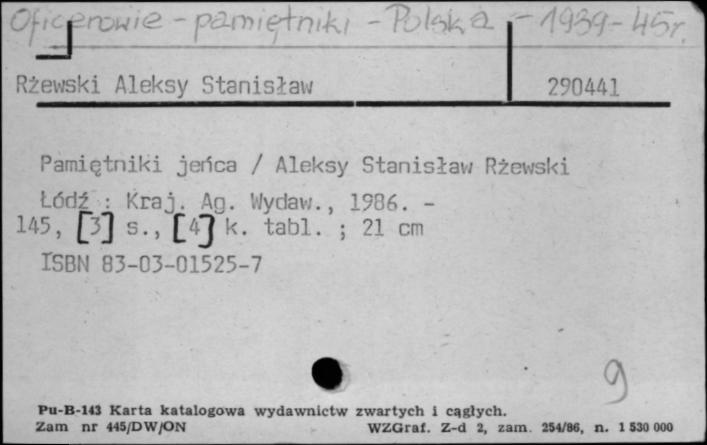 Oficerowie - pamiętniki - Polska - 1939-45r.
Rżewski Aleksy Stanisław 290441
Pamiętniki jeńca / Aleksy Stanisław Rżewski
Łódź : Kraj. Ag. Wydaw., 1986. -
145, [3] s., [4] k. tabl. ; 21 cm
ISBN 83-03-01525-7
9
Pu-B-143 Karta katalogowa wydawnictw zwartych i cągłych.
Zam nr 445/DW/ON WZGraf. Z-d 2, zam. 254/86, n. 1 530 000